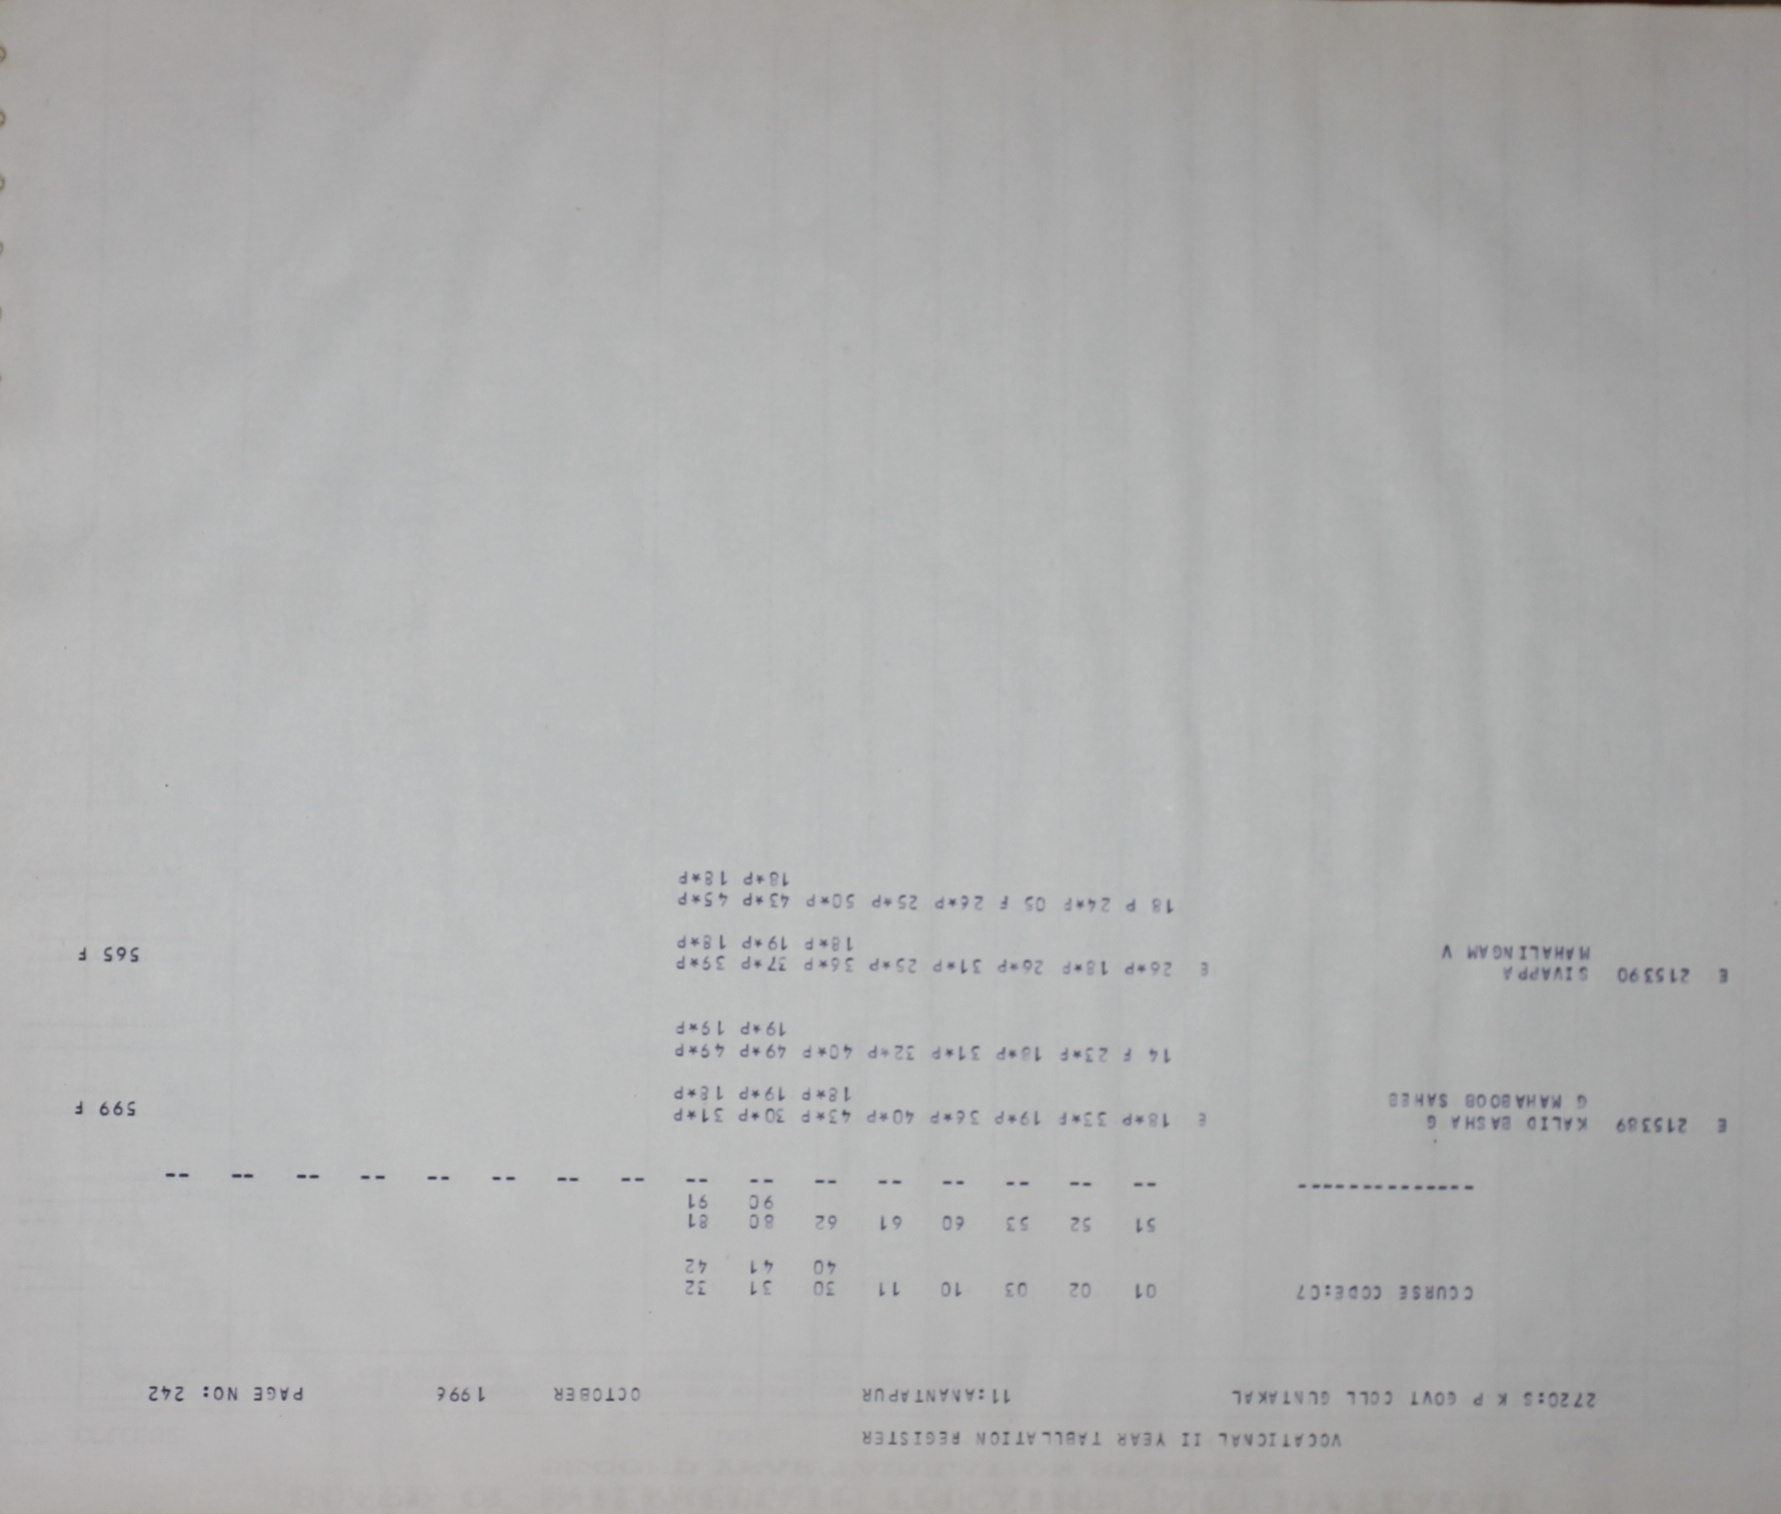 VOCATIONAL II YEAR TABLLATION REGISTER
2720:S K P GOVT COLL GUNTAKAL 11:ANANTAPUR OCTOBER 1996 PAGE NO: 242
COURSE CODE:C7 01 02 03 10 11 30 31 32
40 41 42
51 52 53 60 61 62 80 81
90 91
-------------- -- -- -- -- -- -- -- -- -- -- -- -- -- -- -- --
E 215389 KALID BASHA G E 18*P 33*P 19*P 36*P 40*P 43*P 30*P 31*P
G MAHABOOB SAHEB 18*P 19*P 18*P 599 F
14 F 23*P 18*P 31*P 32*P 40*P 49*P 49*P
19*P 19*P
E 215390 SIVAPPA E 26*P 18*P 26*P 31*P 25*P 36*P 37*P 39*P
MAHALINGAM V 18*P 19*P 18*P 565 F
18 P 24*P 05 F 26*P 25*P 50*P 43*P 45*P
18*P 18*P